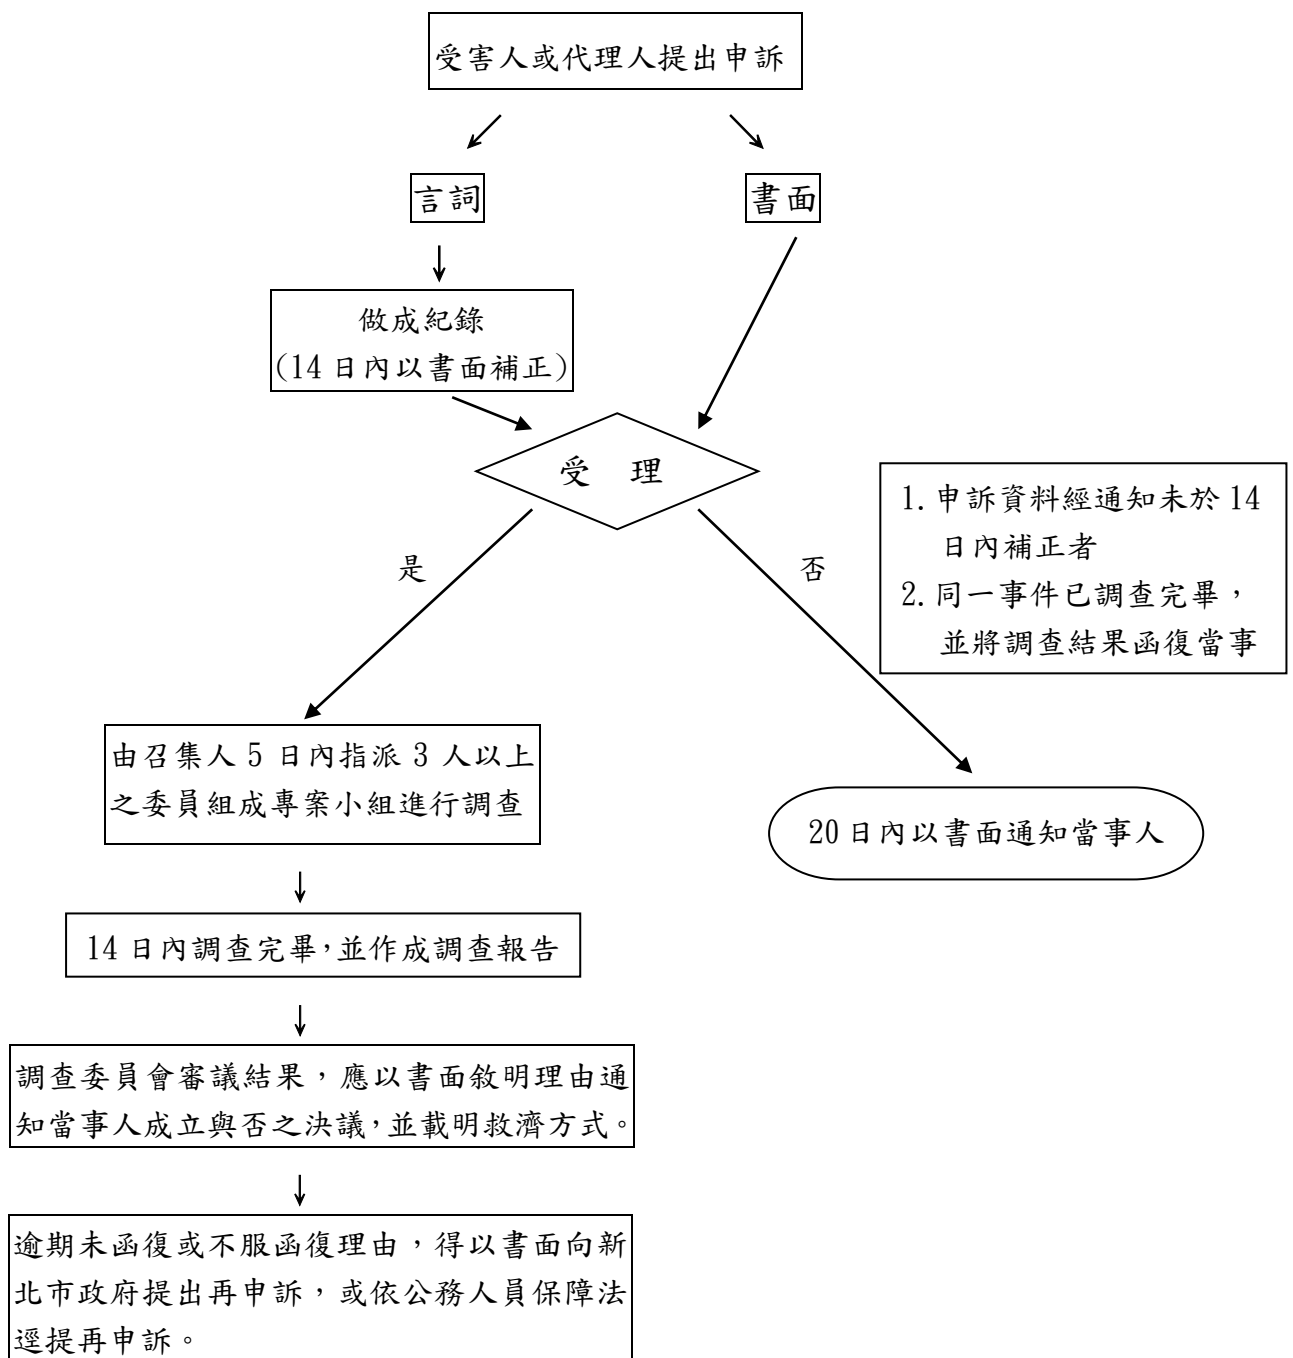 受害人或代理人提出申訴
言詞
書面
做成紀錄
(14日內以書面補正)
受 理
是
否
1.申訴資料經通知未於14
日內補正者
2.同一事件已調查完畢，
並將調查結果函復當事
由召集人5日內指派3人以上
之委員組成專案小組進行調查
20日內以書面通知當事人
14日內調查完畢，並作成調查報告
調查委員會審議結果，應以書面敘明理由通
知當事人成立與否之決議，並載明救濟方式。
逾期未函復或不服函復理由，得以書面向新
北市政府提出再申訴，或依公務人員保障法
逕提再申訴。